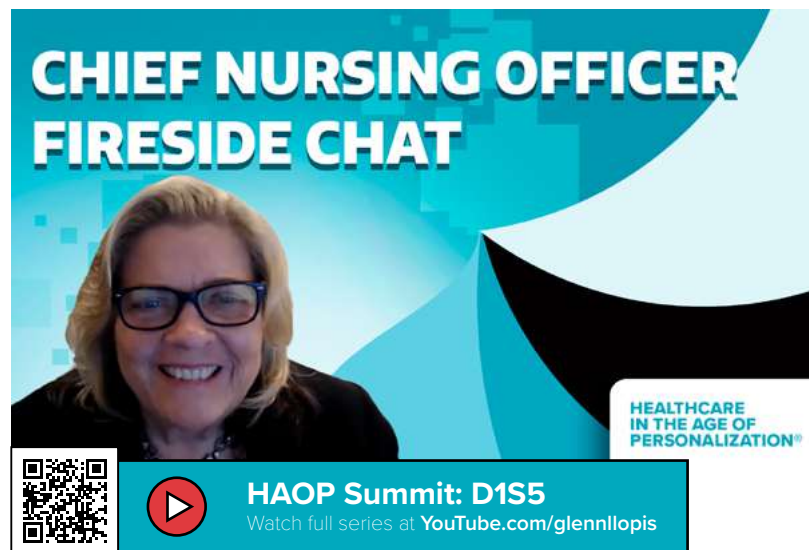 CHIEF NURSING OFFICER
FIRESIDE CHAT
HEALTHCARE
IN THE AGE OF
PERSONALIZATION®
HAOP Summit: D1S5
Watch full series at YouTube.com/glennllopis